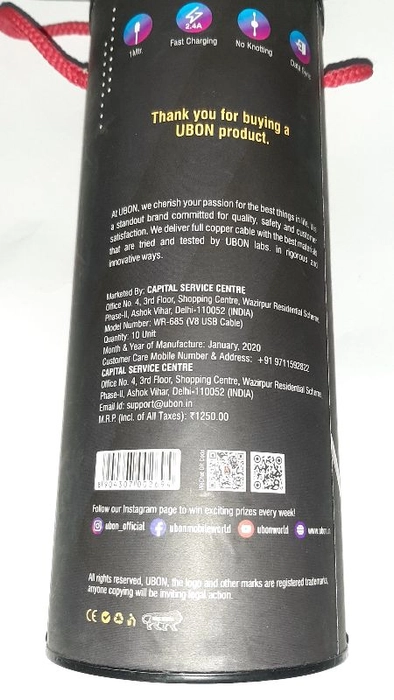 1Mtr.
2.4A
Fast Charging
No Knotting
Data Sync
Thank you for buying a
UBON product.
At UBON, we cherish your passion for the best things in life. We
a standout brand committed for quality, safety and customer
satisfaction. We deliver full copper cable with the best materials
that are tried and tested by UBON labs. in rigorous and
innovative ways.
Marketed By: CAPITAL SERVICE CENTRE
Office No. 4, 3rd Floor, Shopping Centre, Wazirpur Residential Scheme,
Phase-II, Ashok Vihar, Delhi-110052 (INDIA)
Model Number: WR-685 (V8 USB Cable)
Quantity: 10 Unit
Month & Year of Manufacture: January, 2020
Customer Care Mobile Number & Address: +91 9711592822
CAPITAL SERVICE CENTRE
Office No. 4, 3rd Floor, Shopping Centre, Wazirpur Residential Scheme,
Phase-II, Ashok Vihar, Delhi-110052 (INDIA)
Email Id: support@ubon.in
M.R.P. (Incl. of All Taxes): ₹1250.00
Follow our Instagram page to win exciting prizes every week!
ubon_official ubonmobileworld ubonworld
All rights reserved, UBON, the logo and other marks are registered trademarks,
anyone copying will be inviting legal action.
CE